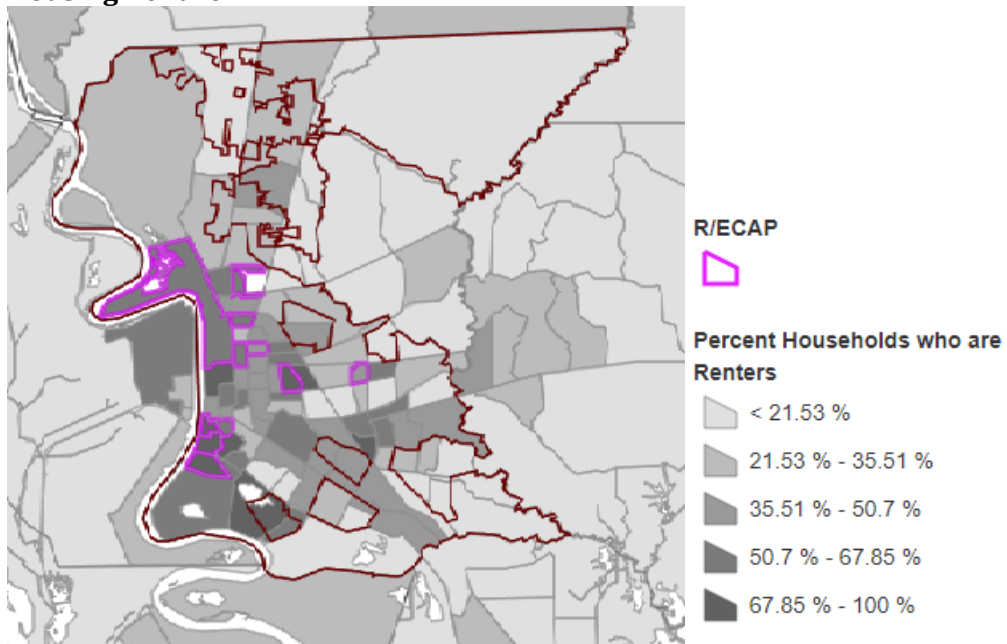 R/ECAP
Percent Households who are
Renters
< 21.53 %
21.53 % - 35.51 %
35.51 % - 50.7 %
50.7 % - 67.85 %
67.85 % - 100 %